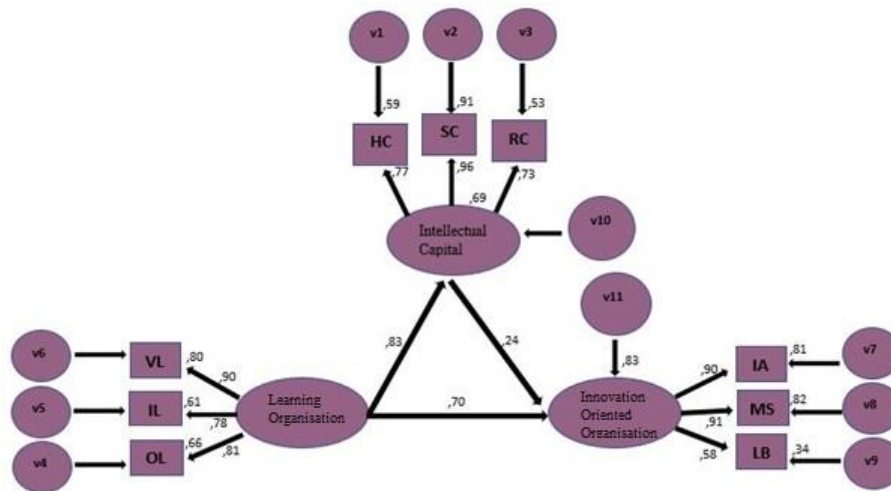 v1
v2
v3
,59
,91
,53
HC
SC
RC
,77
,96
,73
,69
Intellectual
Capital
v10
v11
,83
,24
,83
v6
VL
,80
,90
v5
IL
,61
,78
v4
OL
,66
,81
Learning
Organisation
,70
Innovation
Oriented
Organisation
,90
IA
,81
v7
,91
MS
,82
v8
,58
LB
,34
v9